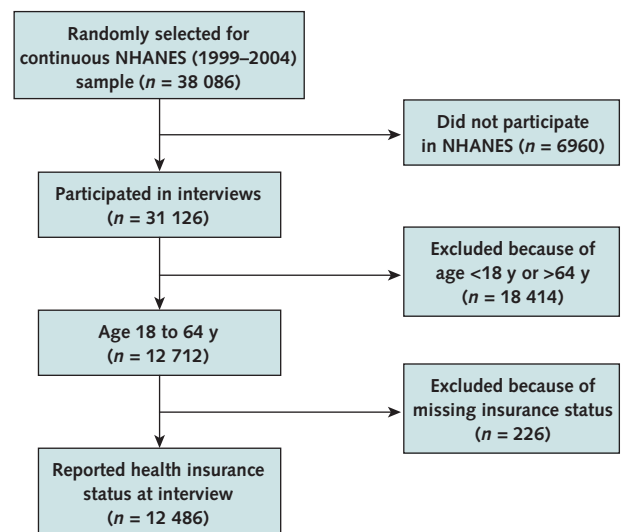 Randomly selected for
continuous NHANES (1999–2004)
sample (n = 38 086)
Did not participate
in NHANES (n = 6960)
Participated in interviews
(n = 31 126)
Excluded because of
age <18 y or >64 y
(n = 18 414)
Age 18 to 64 y
(n = 12 712)
Excluded because of
missing insurance status
(n = 226)
Reported health insurance
status at interview
(n = 12 486)